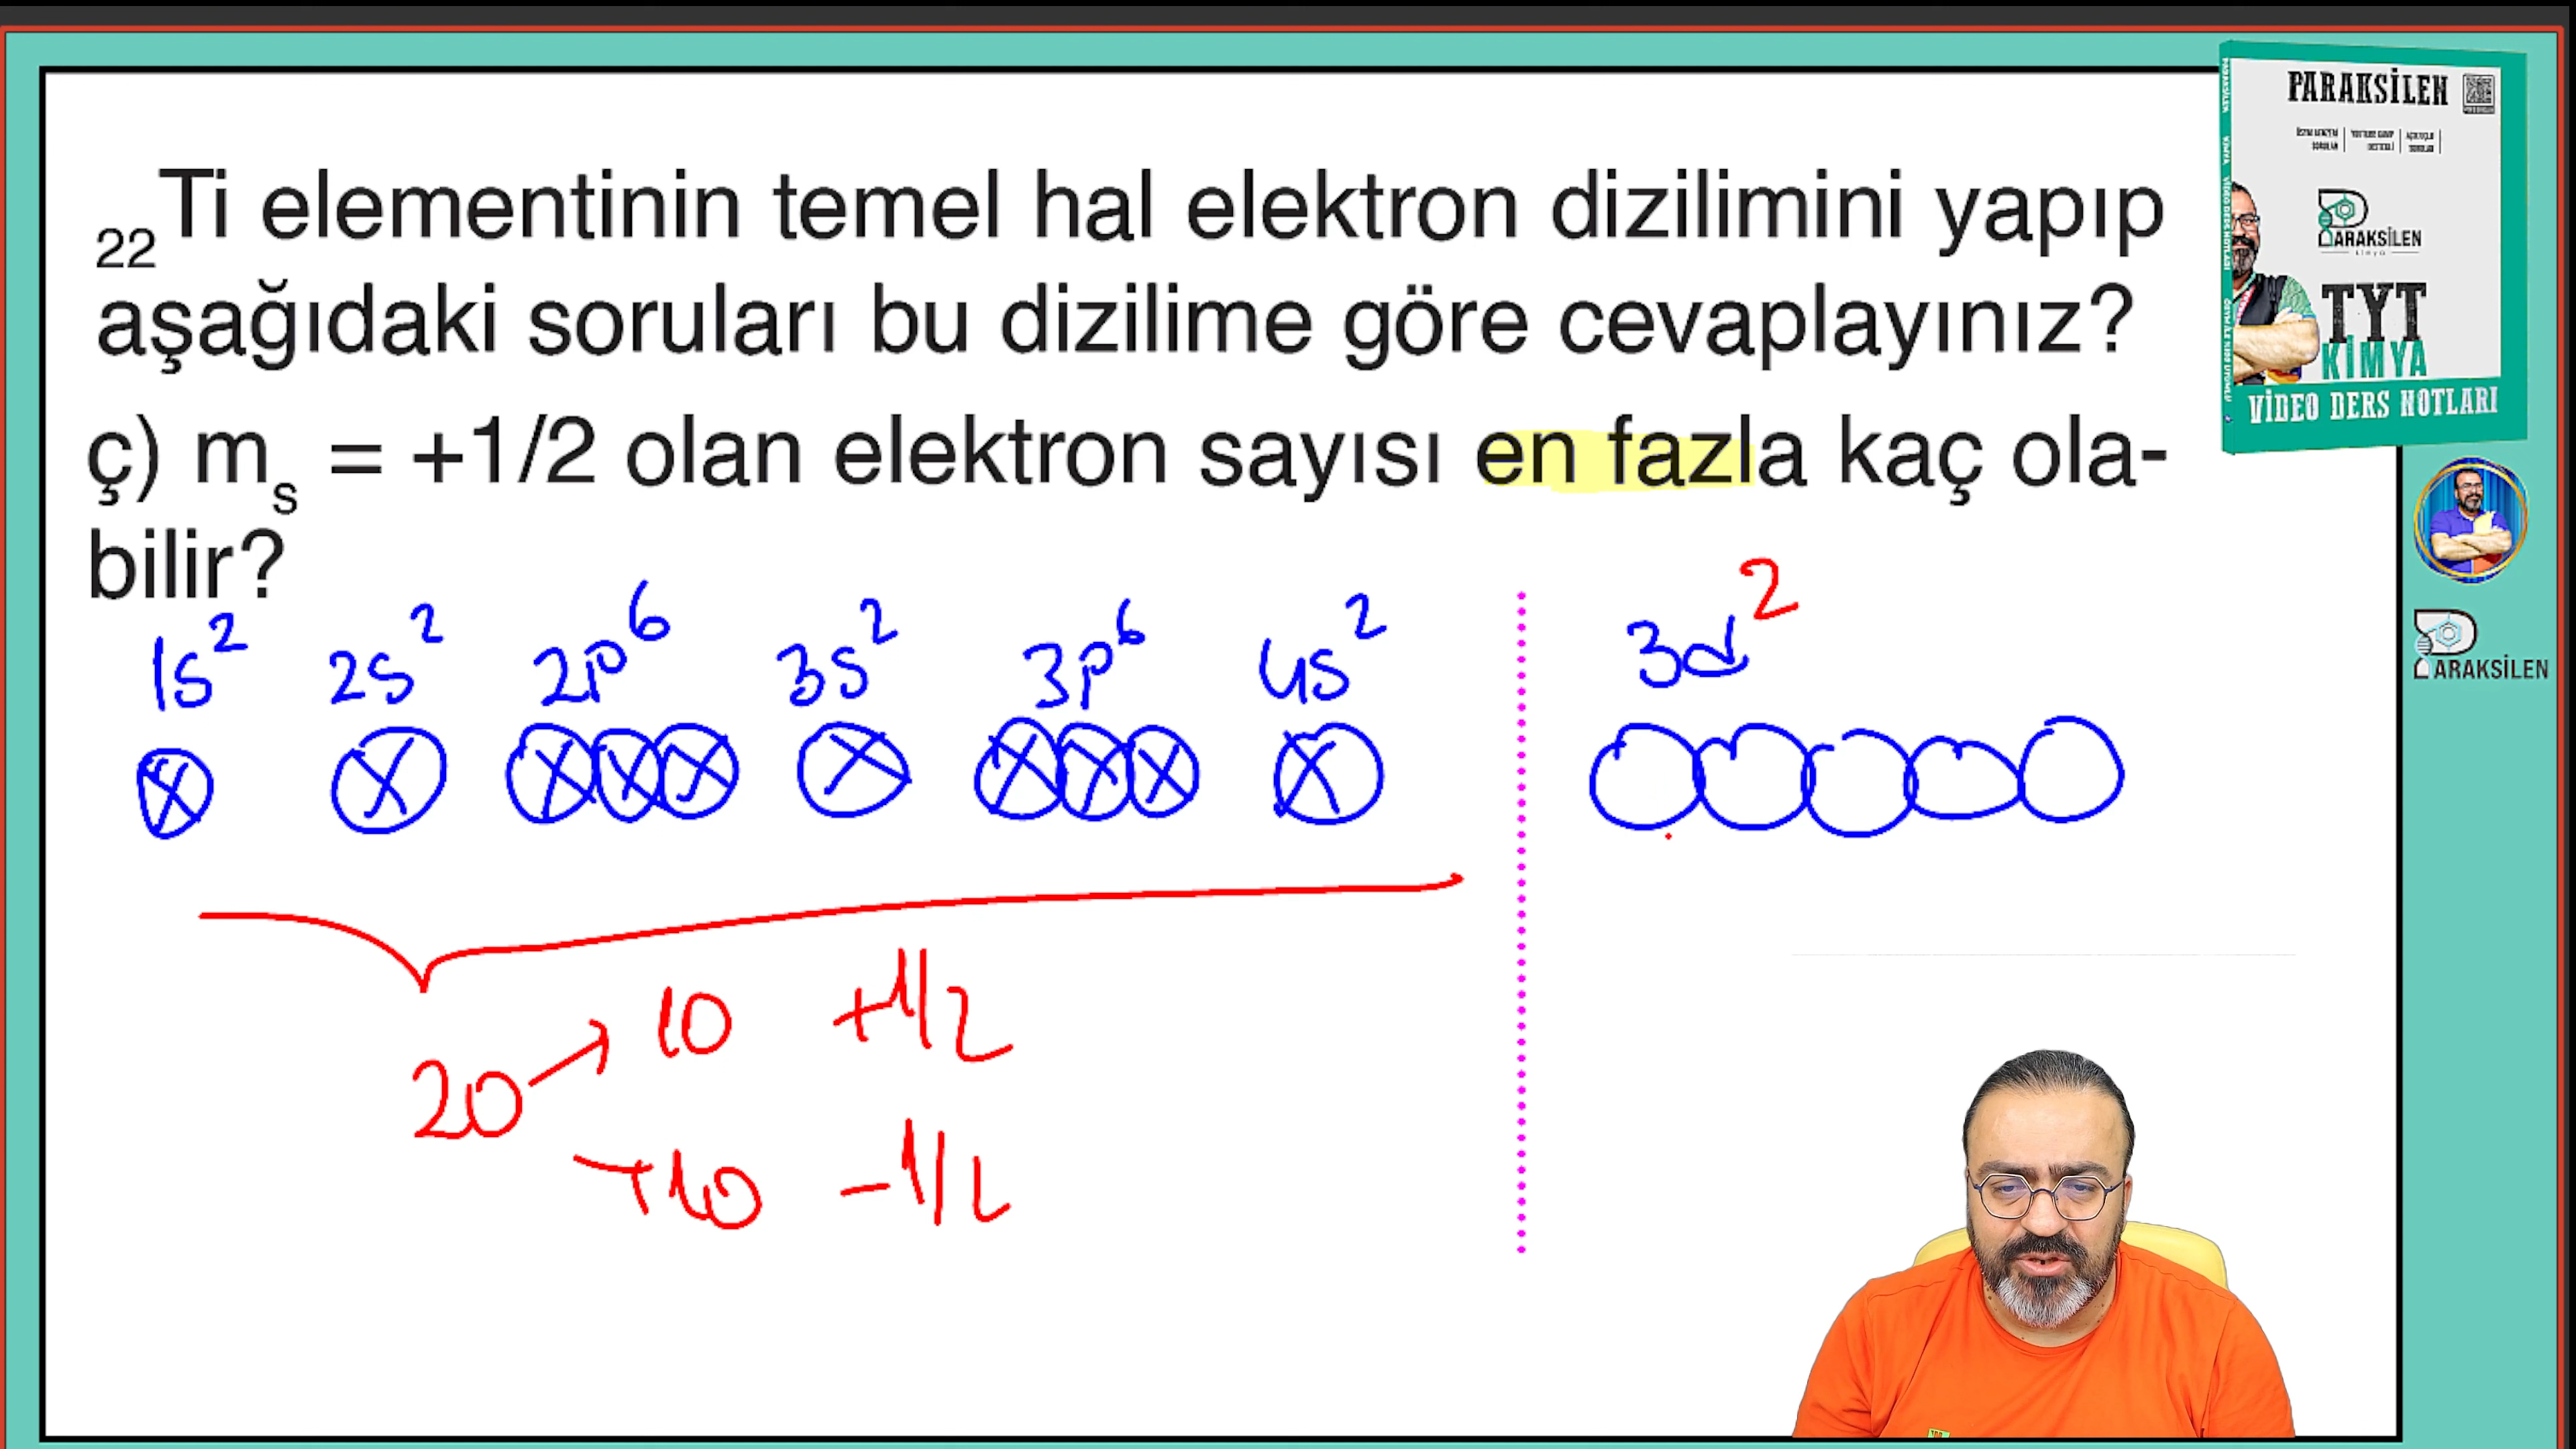 PARAKSİLEN
₂₂Ti elementinin temel hal elektron dizilimini yapıp
aşağıdaki soruları bu dizilime göre cevaplayınız?
ç) mₛ = +1/2 olan elektron sayısı en fazla kaç ola-
bilir?
PARAKSİLEN
kimya
TYT
KİMYA
VİDEO DERS NOTLARI
PARAKSİLEN
1s² 2s² 2p⁶ 3s² 3p⁶ 4s² 3d²
20 → 10 +1/2
→ 10 -1/2